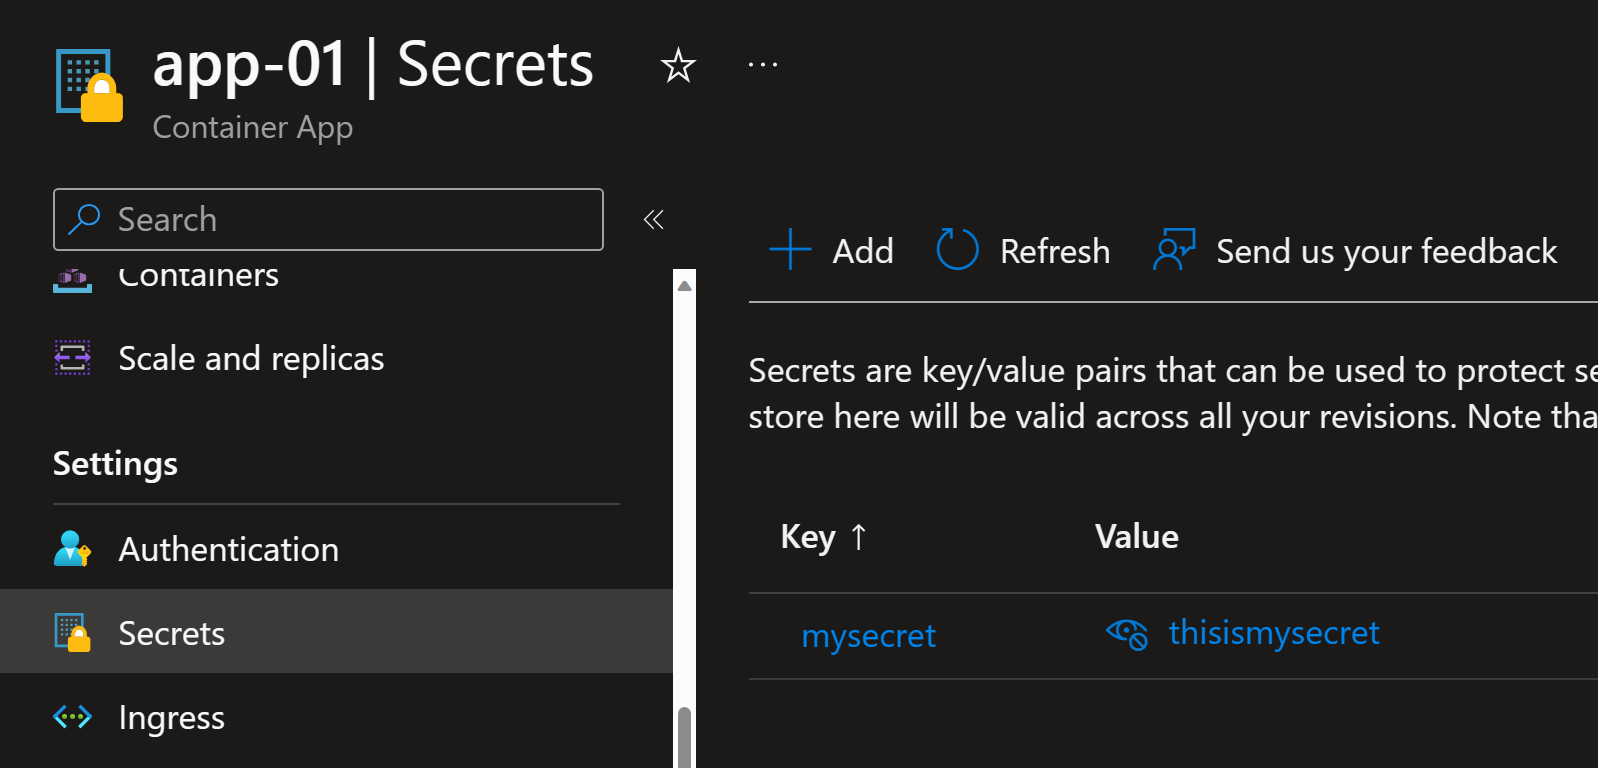 app-01 | Secrets
Container App
Search
Containers
Scale and replicas
Settings
Authentication
Secrets
Ingress
Add
Refresh
Send us your feedback
Secrets are key/value pairs that can be used to protect se
store here will be valid across all your revisions. Note tha
Key ↑
Value
mysecret
thisismysecret